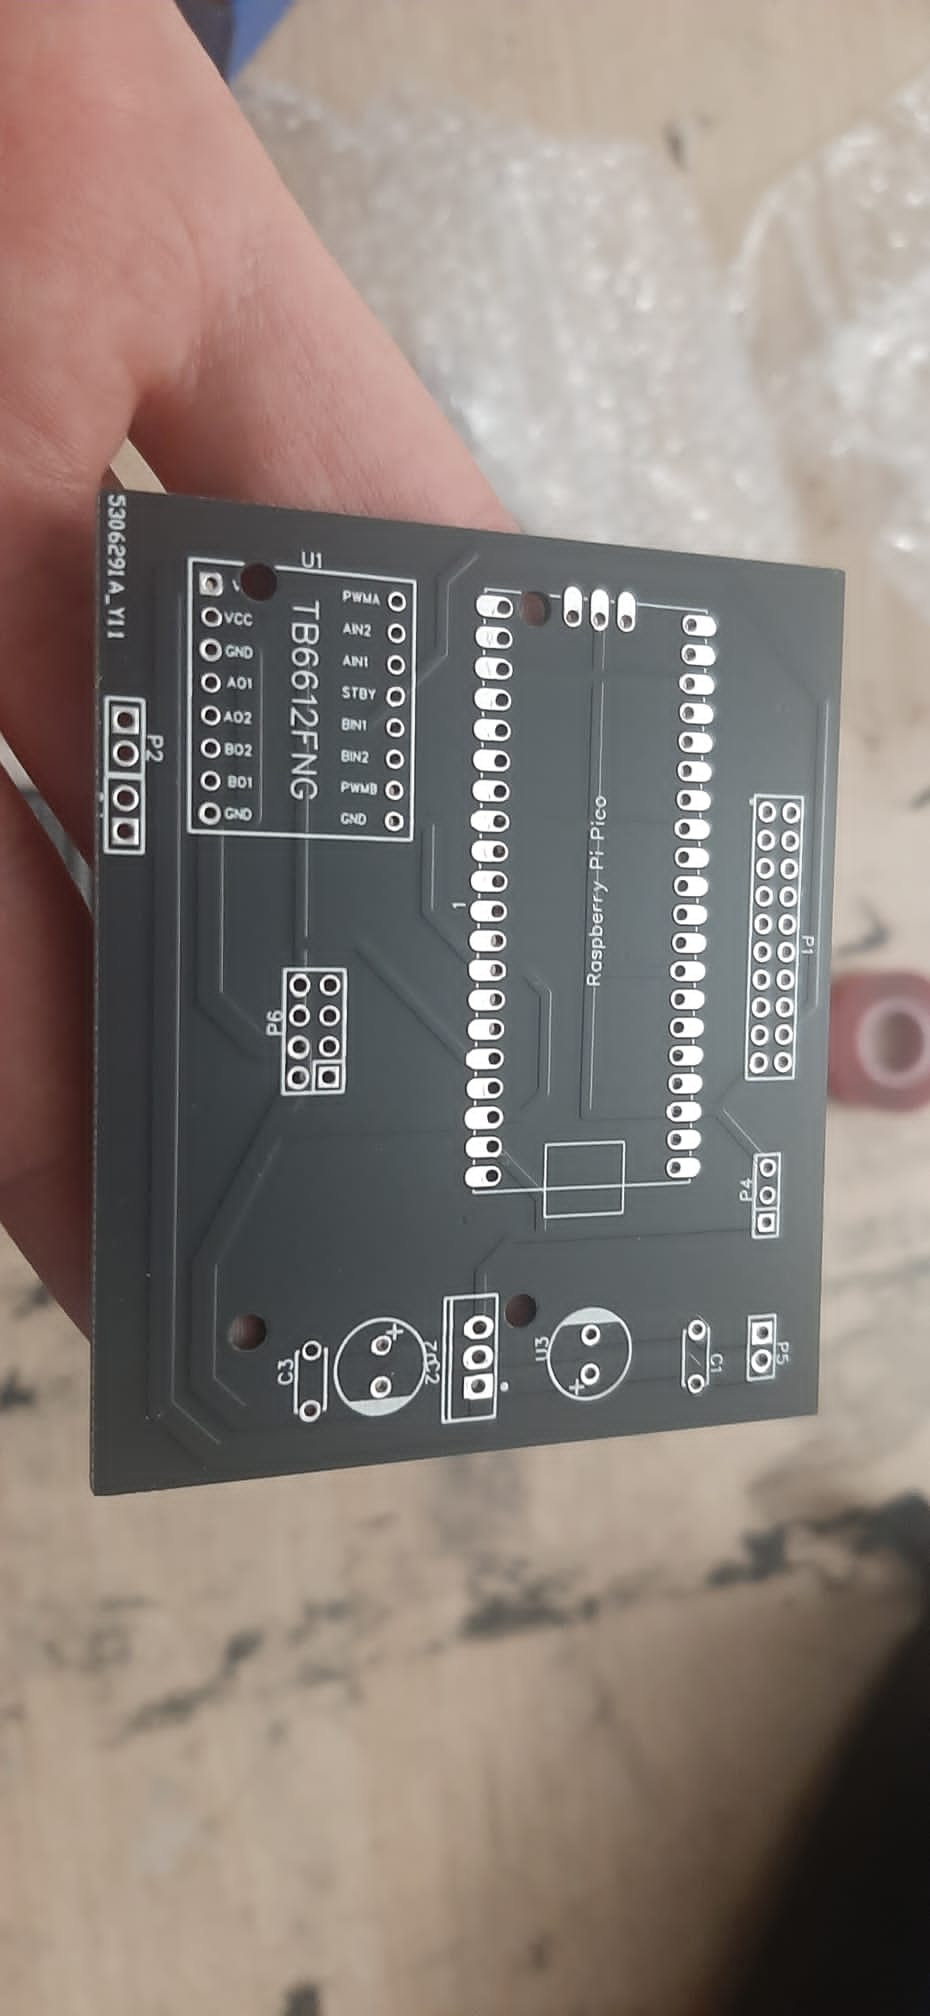 5306291A_Y11
U1
TB6612FNG
PWMA
AIN2
AIN1
STBY
BIN1
BIN2
PWMB
GND
VCC
GND
AO1
AO2
BO2
BO1
GND
P2
P6
1
Raspberry Pi Pico
P1
P4
P5
C1
U3
+
C3
+